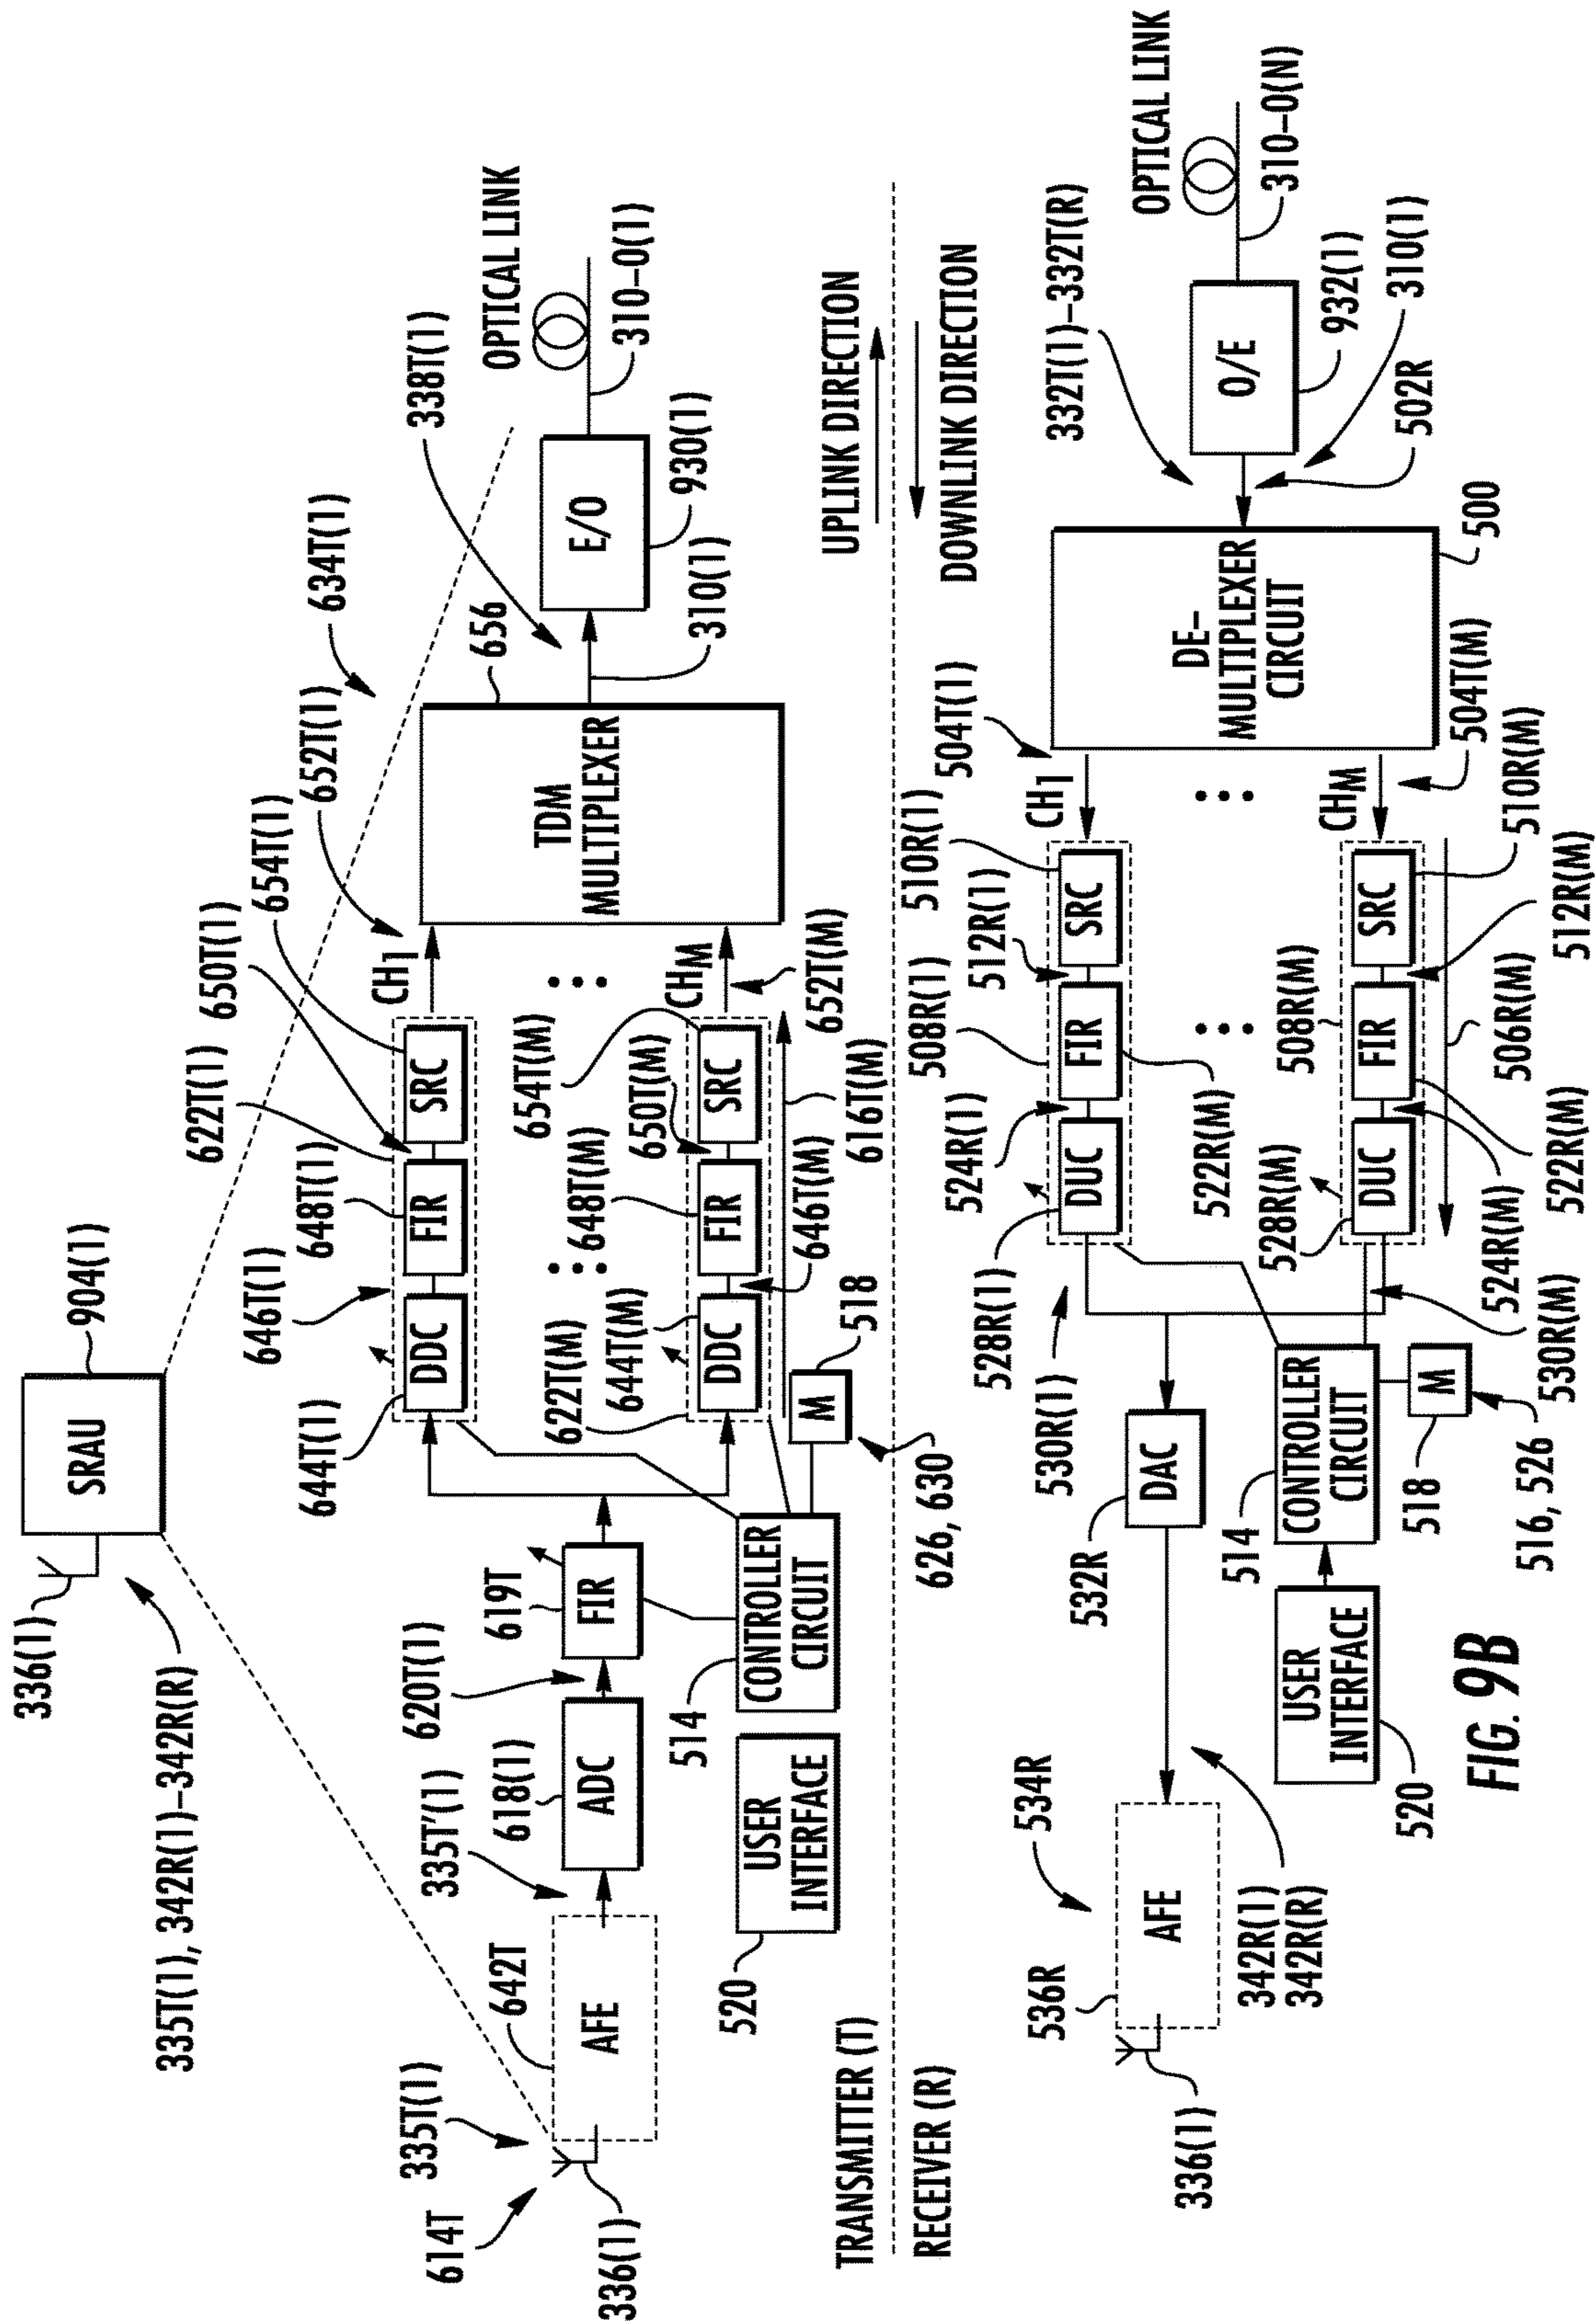 SRAU
904(1)
336(1)
335T(1), 342R(1)–342R(R)
634T(1)
338T(1)
OPTICAL LINK
310–O(1)
E/O
930(1)
310(1)
656
TDM
MULTIPLEXER
652T(1)
654T(1)
650T(1)
622T(1)
648T(1)
646T(1)
644T(1)
DDC
FIR
SRC
CH1
CHM
652T(M)
654T(M)
650T(M)
648T(M)
646T(M)
644T(M)
622T(M)
DDC
FIR
SRC
616T(M)
518
M
626, 630
619T
FIR
620T(1)
618(1)
ADC
335T'(1)
642T
AFE
335T(1)
614T
336(1)
514
CONTROLLER
CIRCUIT
USER
INTERFACE
520
UPLINK DIRECTION
DOWNLINK DIRECTION
TRANSMITTER (T)
RECEIVER (R)
OPTICAL LINK
310–O(N)
332T(1)–332T(R)
O/E
932(1)
310(1)
502R
500
DE–
MULTIPLEXER
CIRCUIT
504T(1)
504T(M)
CH1
CHM
510R(1)
512R(1)
508R(1)
524R(1)
522R(M)
528R(1)
530R(1)
DUC
FIR
SRC
510R(M)
512R(M)
508R(M)
506R(M)
522R(M)
524R(M)
528R(M)
530R(M)
DUC
FIR
SRC
DAC
532R
534R
536R
AFE
336(1)
342R(1)
342R(R)
514
CONTROLLER
CIRCUIT
M
518
516, 526
USER
INTERFACE
520
FIG. 9B